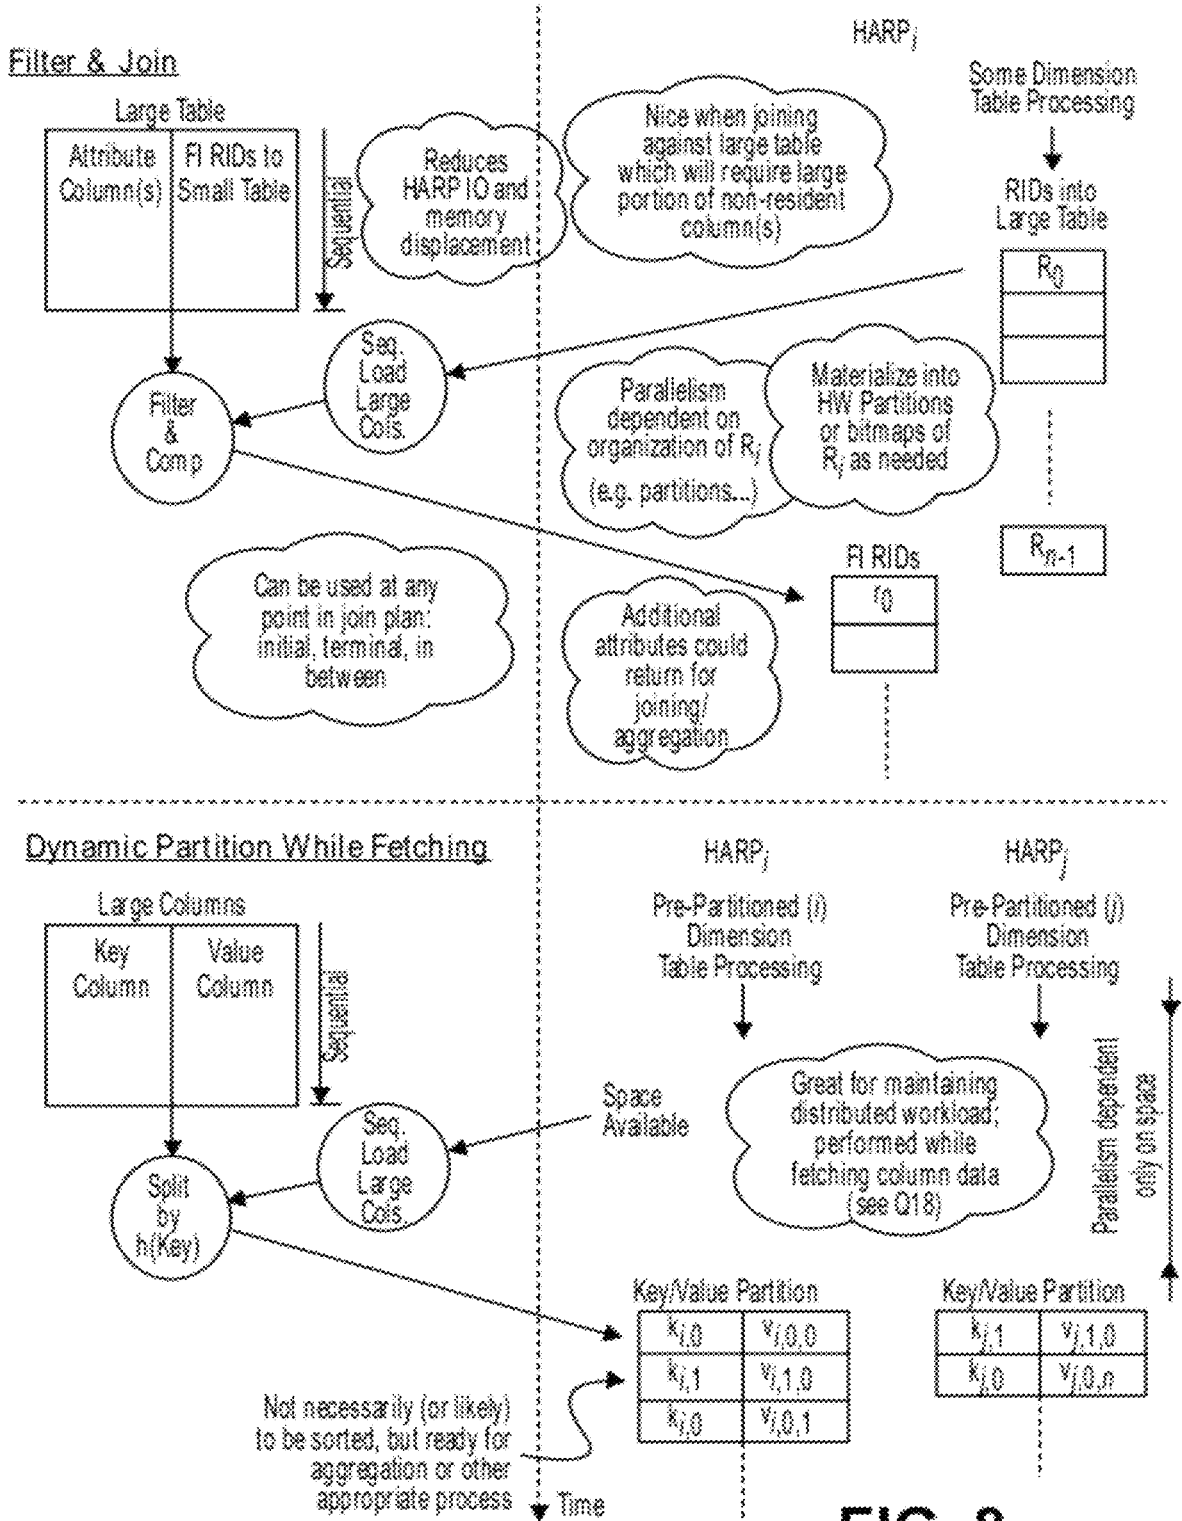 HARPj
Filter & Join
Some Dimension
Table Processing
Large Table
Attribute
Column(s)
FI RIDs to
Small Table
Sequential
Reduces
HARP IO and
memory
displacement
Nice when joining
against large table
which will require large
portion of non-resident
column(s)
RIDs into
Large Table
R0
Seq.
Load
Large
Cols.
Filter
&
Comp
Parallelism
dependent on
organization of Rj
(e.g. partitions...)
Materialize into
HW Partitions
or bitmaps of
Rj as needed
Rn-1
FI RIDs
r0
Can be used at any
point in join plan:
initial, terminal, in
between
Additional
attributes could
return for
joining/
aggregation
Dynamic Partition While Fetching
HARPi
HARPj
Large Columns
Key
Column
Value
Column
Sequential
Pre-Partitioned (i)
Dimension
Table Processing
Pre-Partitioned (j)
Dimension
Table Processing
Space
Available
Great for maintaining
distributed workload;
performed while
fetching column data
(see Q18)
Parallelism dependent
only on space
Seq.
Load
Large
Cols.
Split
by
h(Key)
Key/Value Partition
ki,0 vi,0,0
ki,1 vi,1,0
ki,0 vi,0,1
Key/Value Partition
kj,1 vj,1,0
kj,0 vj,0,n
Not necessarily (or likely)
to be sorted, but ready for
aggregation or other
appropriate process
Time
FIG. 8